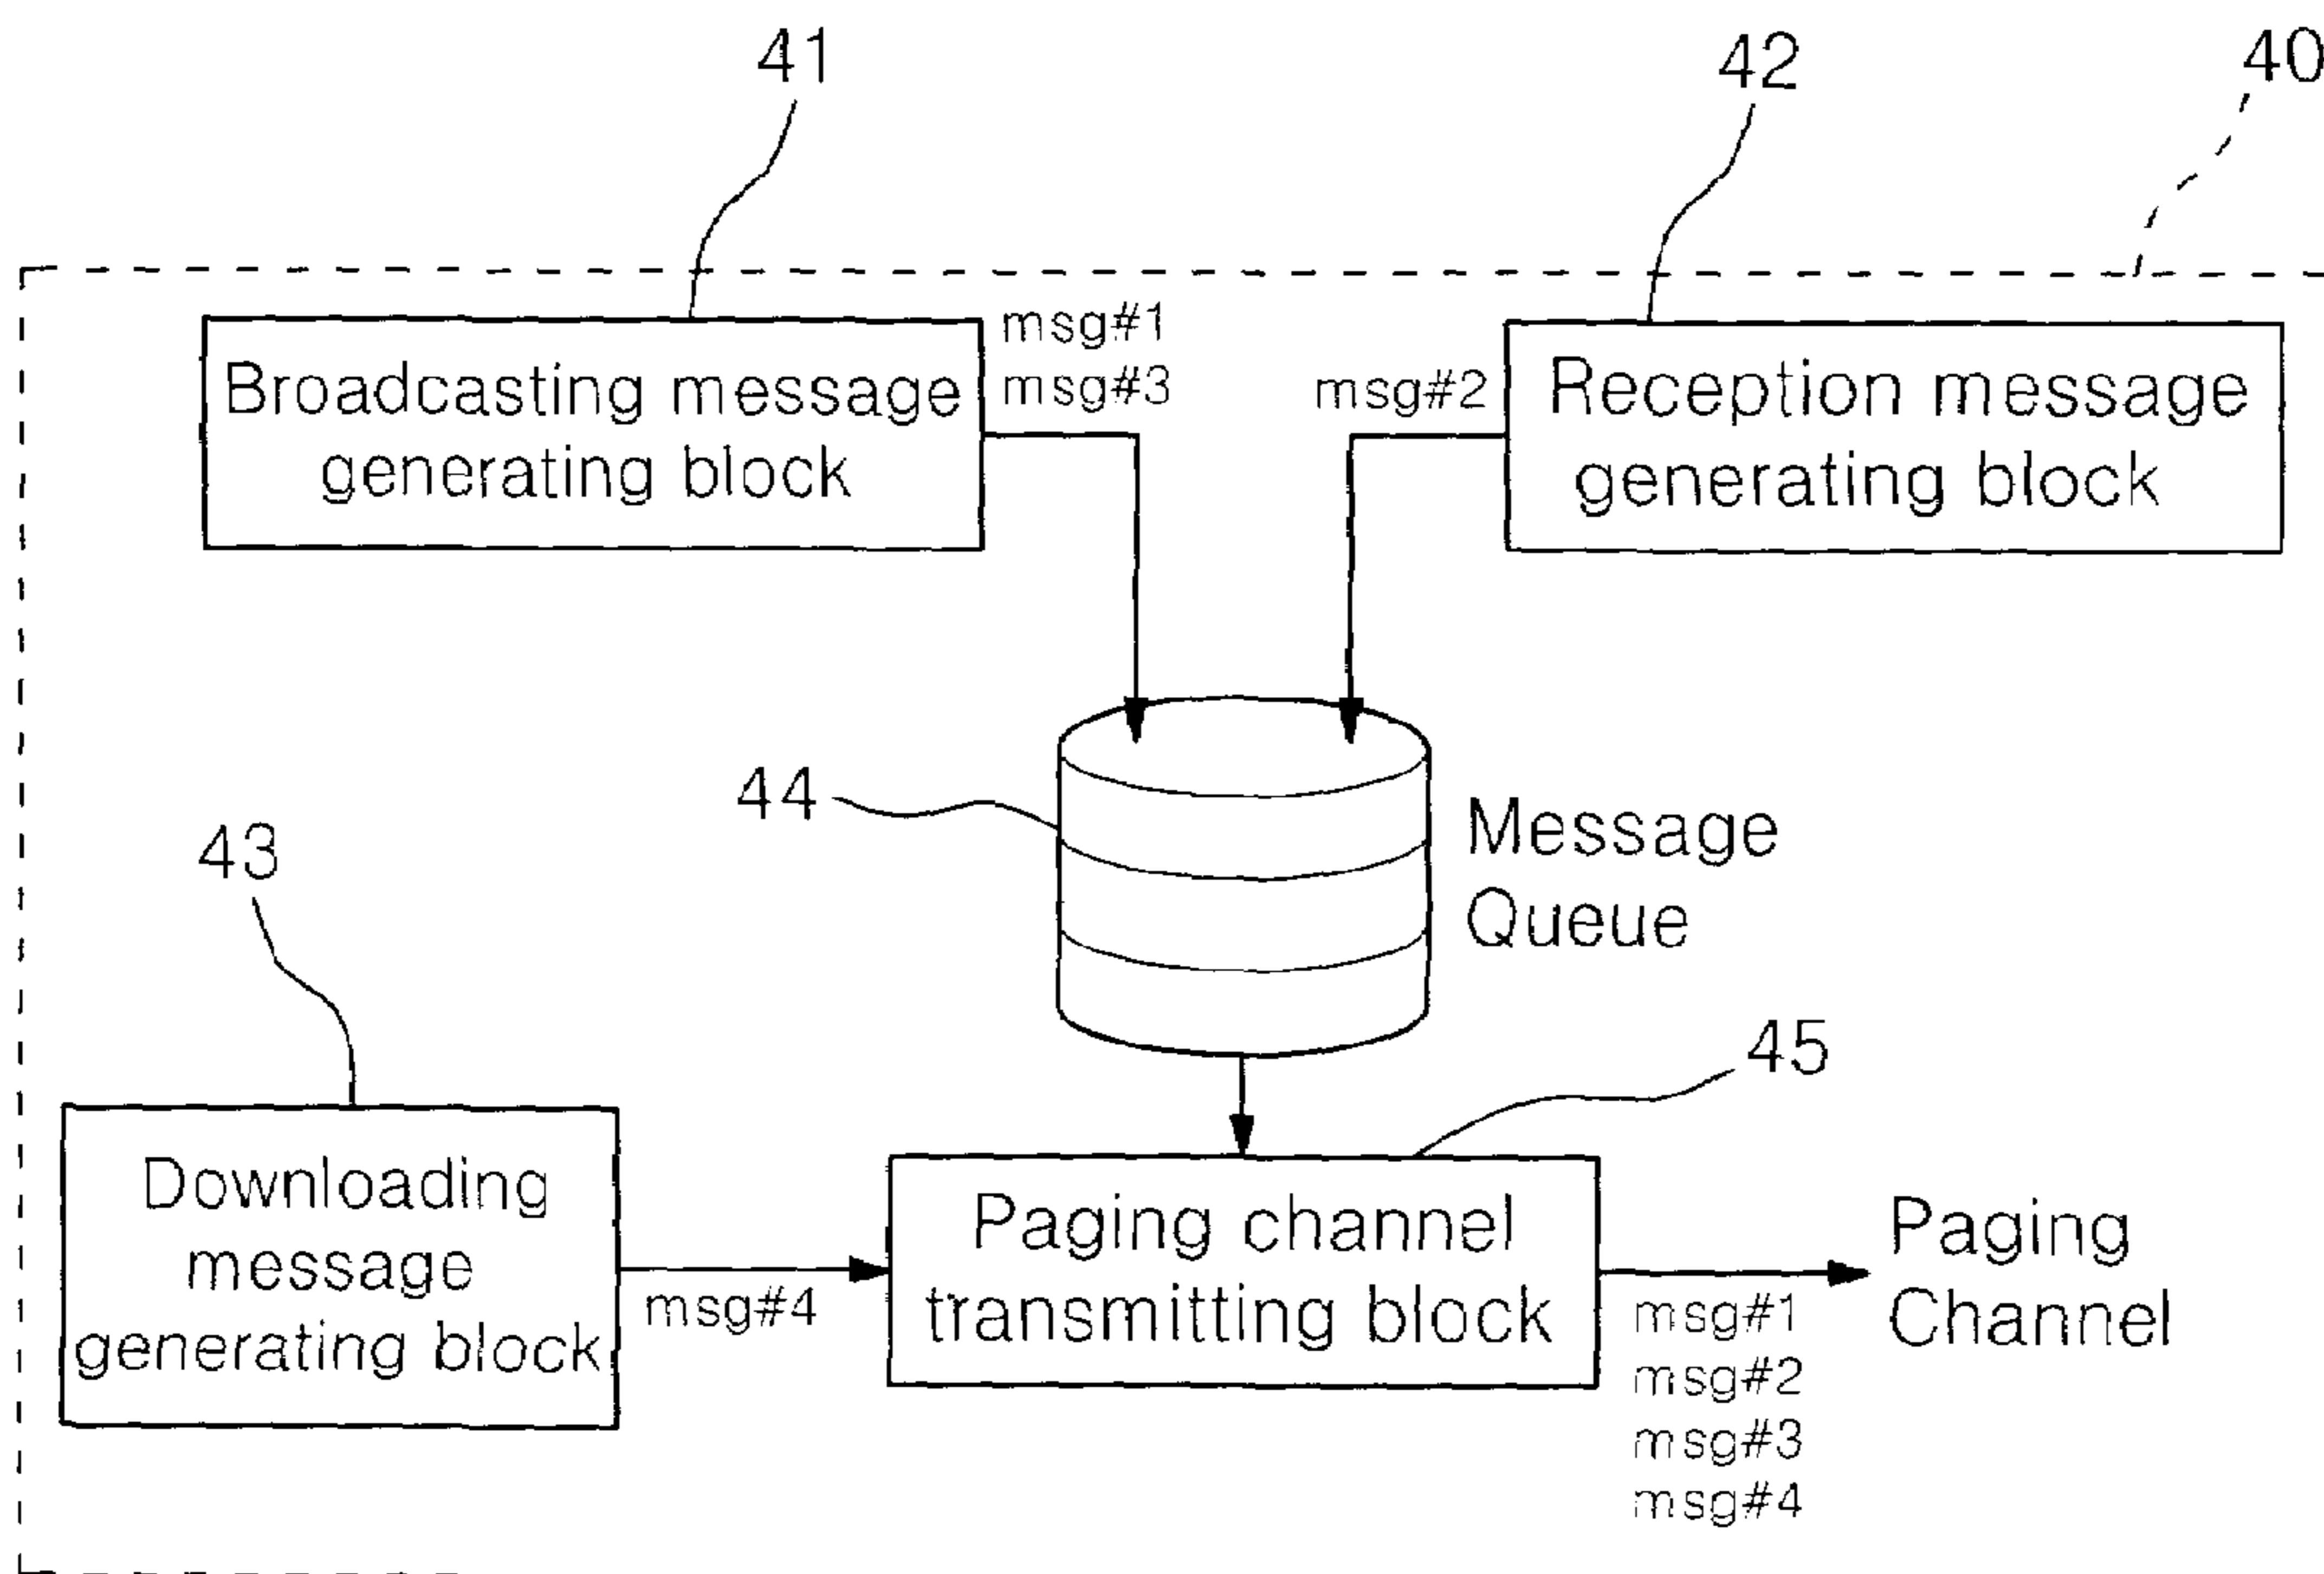 41
42
40
msg#1
Broadcasting message
msg#3
generating block
msg#2
Reception message
generating block
44
Message
Queue
43
45
Downloading
message
generating block
msg#4
Paging channel
transmitting block
Paging
Channel
msg#1
msg#2
msg#3
msg#4